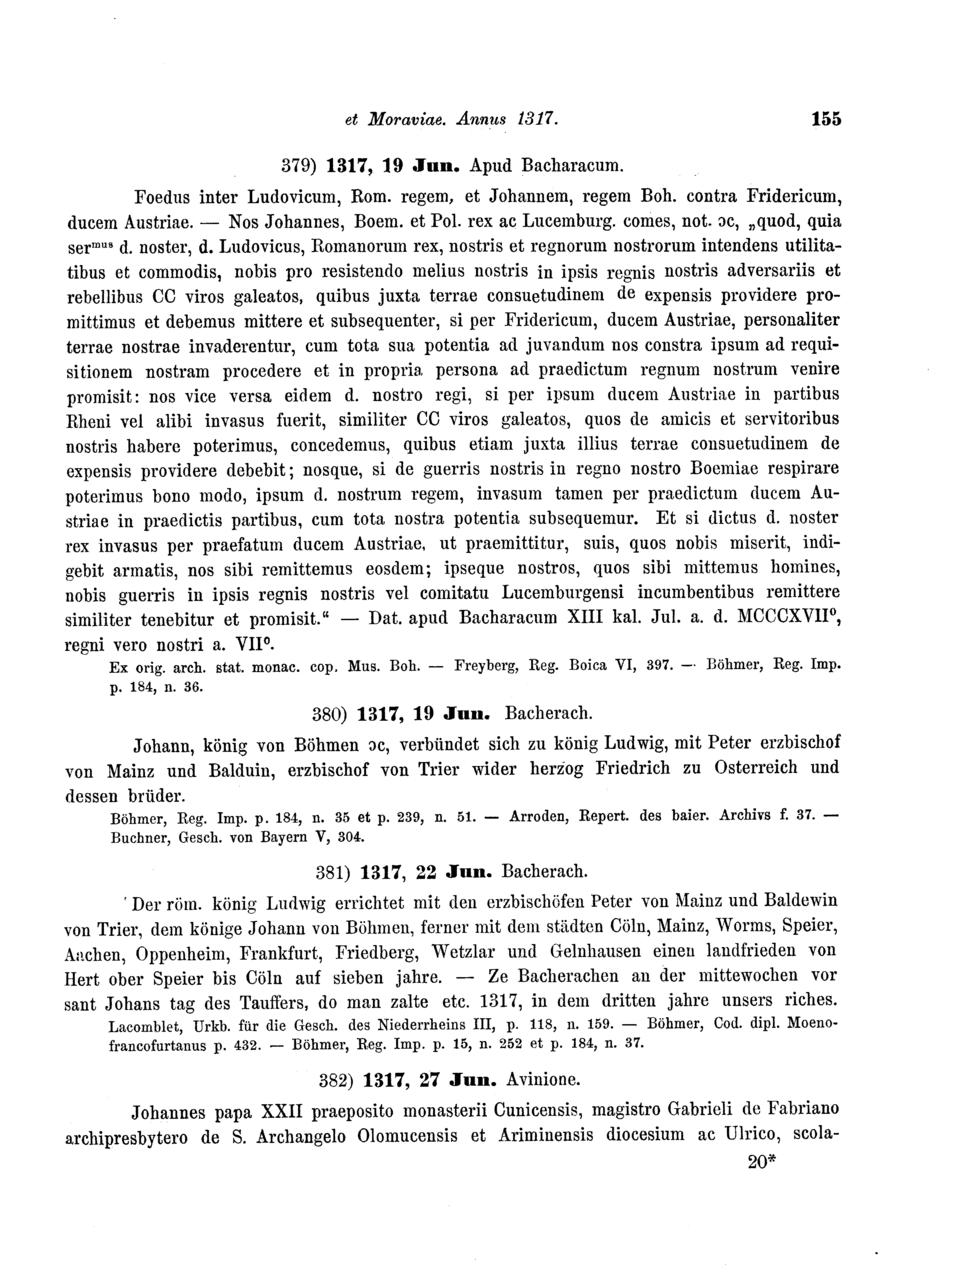 et Moraviae. Annus 1317. 155
379) 1317, 19 Jun. Apud Bacharacum.
Foedus inter Ludovicum, Rom. regem, et Johannem, regem Boh. contra Fridericum,
ducem Austriae. — Nos Johannes, Boem. et Pol. rex ac Lucemburg. comes, not. ɔc, „quod, quia
serᵐᵘˢ d. noster, d. Ludovicus, Romanorum rex, nostris et regnorum nostrorum intendens utilita-
tibus et commodis, nobis pro resistendo melius nostris in ipsis regnis nostris adversariis et
rebellibus CC viros galeatos, quibus juxta terrae consuetudinem de expensis providere pro-
mittimus et debemus mittere et subsequenter, si per Fridericum, ducem Austriae, personaliter
terrae nostrae invaderentur, cum tota sua potentia ad juvandum nos constra ipsum ad requi-
sitionem nostram procedere et in propria persona ad praedictum regnum nostrum venire
promisit: nos vice versa eidem d. nostro regi, si per ipsum ducem Austriae in partibus
Rheni vel alibi invasus fuerit, similiter CC viros galeatos, quos de amicis et servitoribus
nostris habere poterimus, concedemus, quibus etiam juxta illius terrae consuetudinem de
expensis providere debebit; nosque, si de guerris nostris in regno nostro Boemiae respirare
poterimus bono modo, ipsum d. nostrum regem, invasum tamen per praedictum ducem Au-
striae in praedictis partibus, cum tota nostra potentia subsequemur. Et si dictus d. noster
rex invasus per praefatum ducem Austriae, ut praemittitur, suis, quos nobis miserit, indi-
gebit armatis, nos sibi remittemus eosdem; ipseque nostros, quos sibi mittemus homines,
nobis guerris in ipsis regnis nostris vel comitatu Lucemburgensi incumbentibus remittere
similiter tenebitur et promisit.“ — Dat. apud Bacharacum XIII kal. Jul. a. d. MCCCXVII⁰,
regni vero nostri a. VII⁰.
Ex orig. arch. stat. monac. cop. Mus. Boh. — Freyberg, Reg. Boica VI, 397. — Böhmer, Reg. Imp.
p. 184, n. 36.
380) 1317, 19 Jun. Bacherach.
Johann, könig von Böhmen ɔc, verbündet sich zu könig Ludwig, mit Peter erzbischof
von Mainz und Balduin, erzbischof von Trier wider herzog Friedrich zu Osterreich und
dessen brüder.
Böhmer, Reg. Imp. p. 184, n. 35 et p. 239, n. 51. — Arroden, Repert. des baier. Archivs f. 37. —
Buchner, Gesch. von Bayern V, 304.
381) 1317, 22 Jun. Bacherach.
Der röm. könig Ludwig errichtet mit den erzbischöfen Peter von Mainz und Baldewin
von Trier, dem könige Johann von Böhmen, ferner mit dem städten Cöln, Mainz, Worms, Speier,
Aachen, Oppenheim, Frankfurt, Friedberg, Wetzlar und Gelnhausen einen landfrieden von
Hert ober Speier bis Cöln auf sieben jahre. — Ze Bacherachen an der mittewochen vor
sant Johans tag des Tauffers, do man zalte etc. 1317, in dem dritten jahre unsers riches.
Lacomblet, Urkb. für die Gesch. des Niederrheins III, p. 118, n. 159. — Böhmer, Cod. dipl. Moeno-
francofurtanus p. 432. — Böhmer, Reg. Imp. p. 15, n. 252 et p. 184, n. 37.
382) 1317, 27 Jun. Avinione.
Johannes papa XXII praeposito monasterii Cunicensis, magistro Gabrieli de Fabriano
archipresbytero de S. Archangelo Olomucensis et Ariminensis diocesium ac Ulrico, scola-
20*